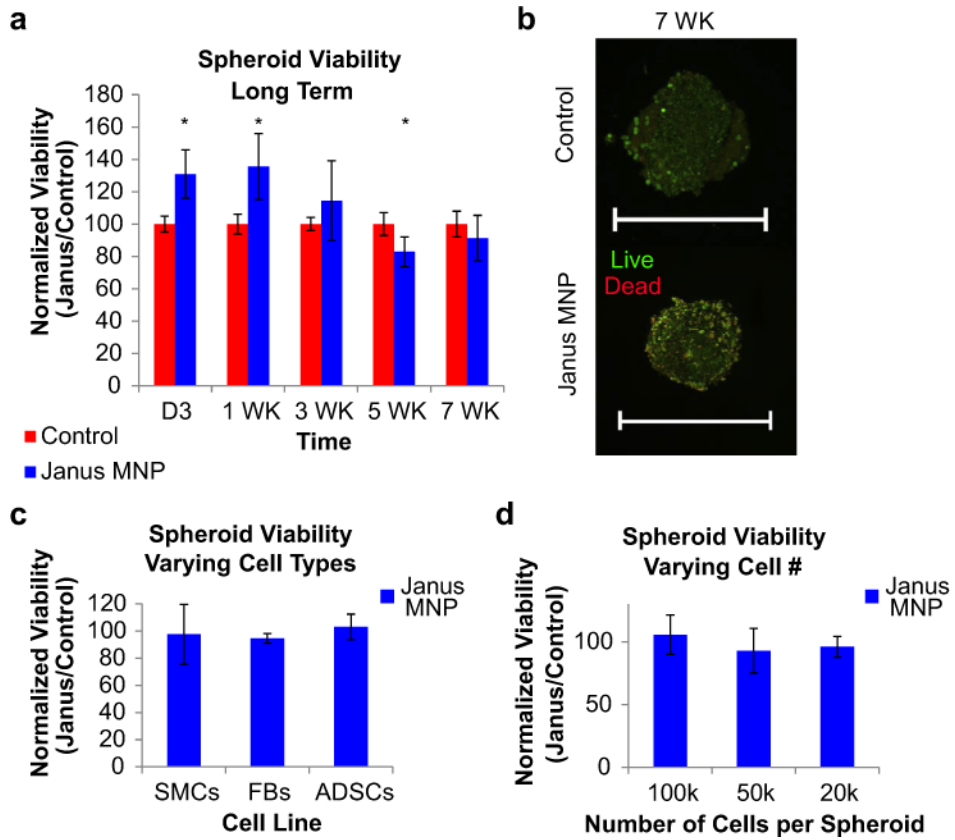 a
Spheroid Viability
Long Term
Normalized Viability
(Janus/Control)
180
160
140
120
100
80
60
40
20
0
*
*
*
D3
1 WK
3 WK
5 WK
7 WK
Time
Control
Janus MNP
b
7 WK
Control
Janus MNP
Live
Dead
c
Spheroid Viability
Varying Cell Types
Normalized Viability
(Janus/Control)
120
100
80
60
40
20
0
Janus
MNP
SMCs
FBs
ADSCs
Cell Line
d
Spheroid Viability
Varying Cell #
Normalized Viability
(Janus/Control)
100
50
0
Janus
MNP
100k
50k
20k
Number of Cells per Spheroid